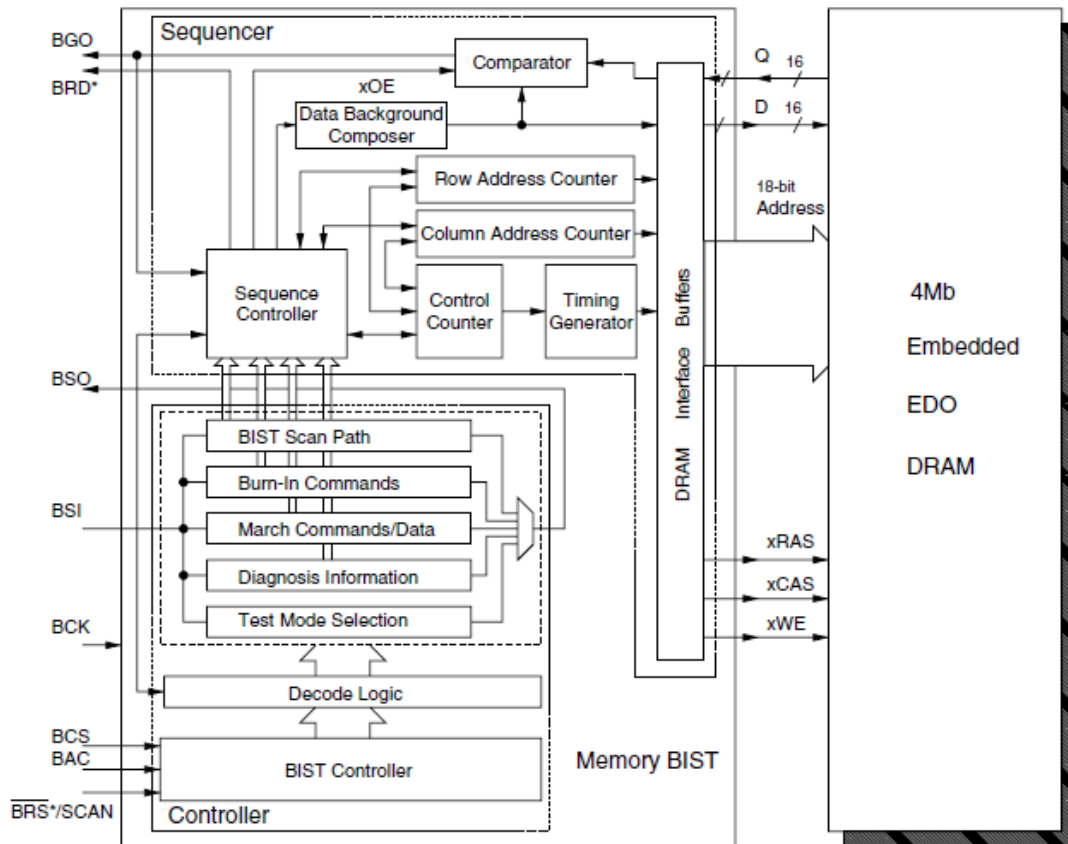 Sequencer
BGO
BRD*
Comparator
xOE
Data Background
Composer
Q 16
D 16
Row Address Counter
18-bit
Address
Column Address Counter
Sequence
Controller
Control
Counter
Timing
Generator
DRAM Interface Buffers
4Mb
Embedded
EDO
DRAM
BSO
BIST Scan Path
Burn-In Commands
BSI
March Commands/Data
Diagnosis Information
Test Mode Selection
xRAS
xCAS
xWE
BCK
Decode Logic
BCS
BAC
BIST Controller
Memory BIST
BRS*/SCAN
Controller